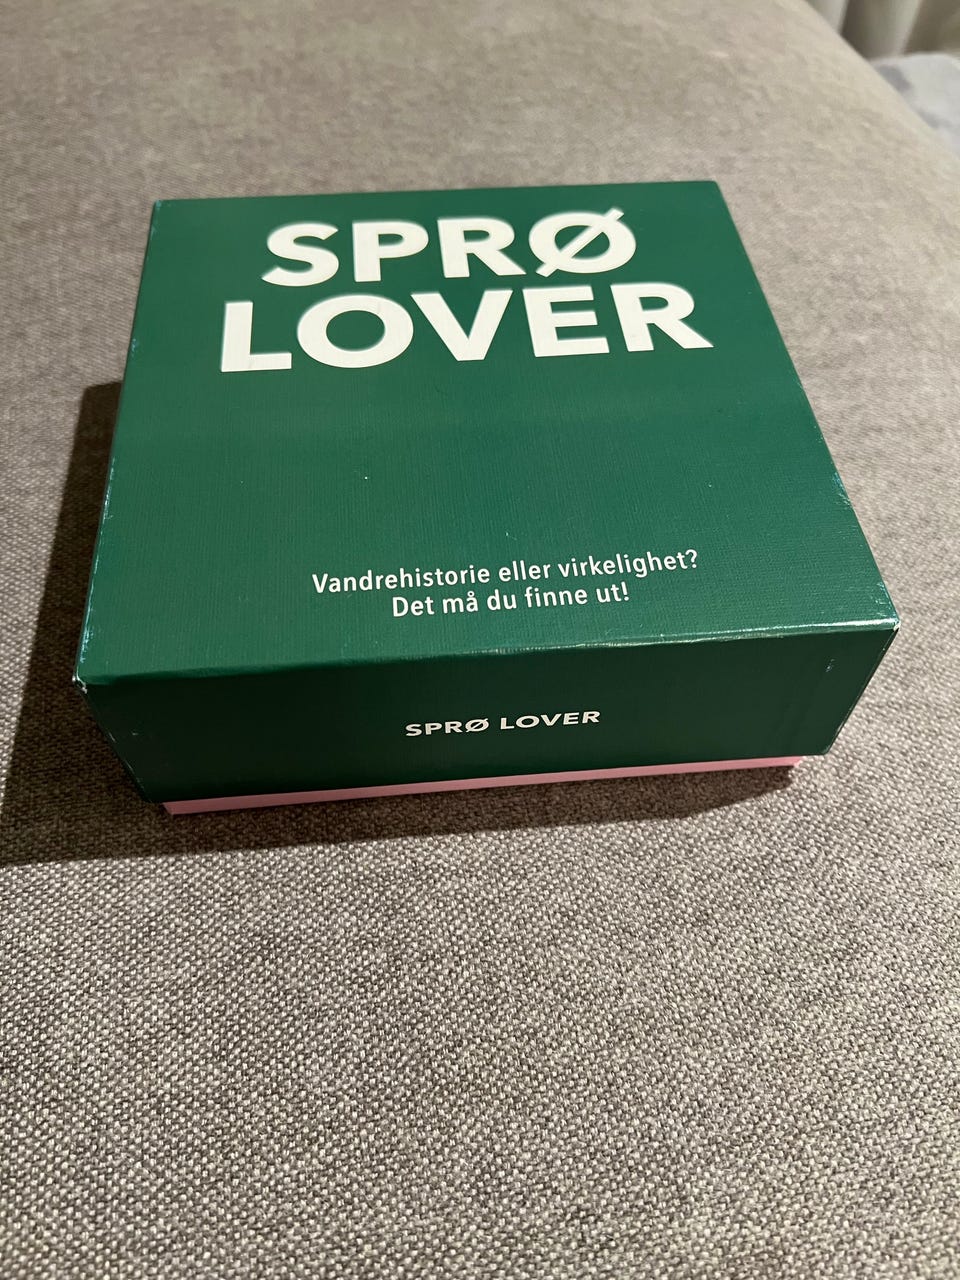 SPRØ
LOVER
Vandrehistorie eller virkelighet?
Det må du finne ut!
SPRØ LOVER